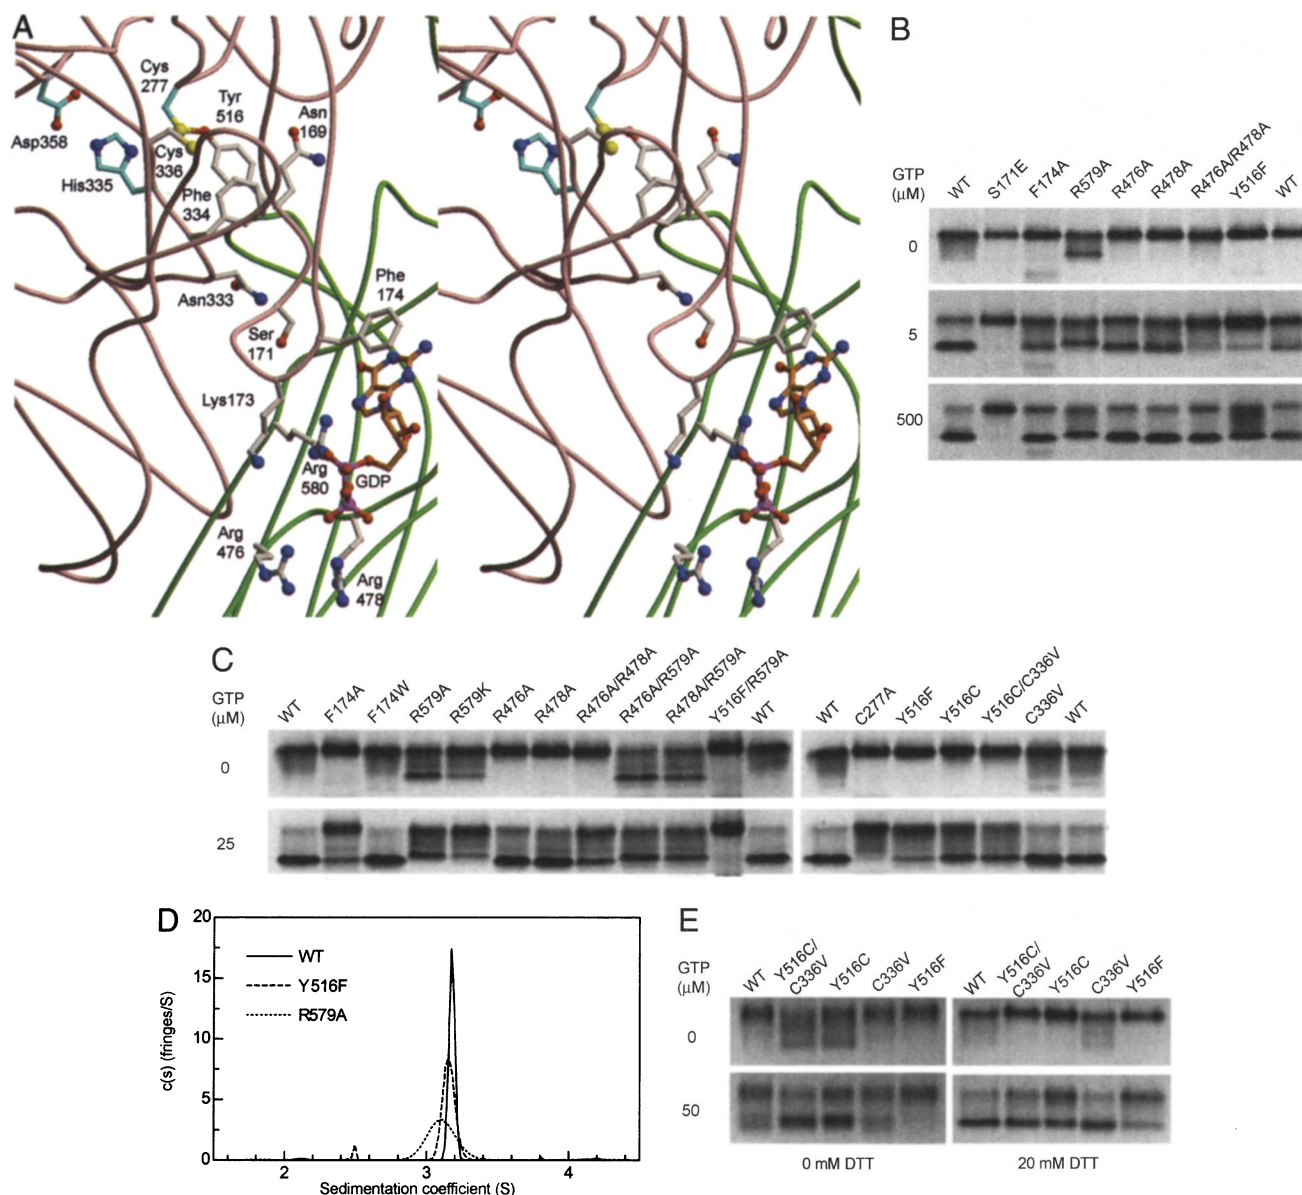 A
Cys
277
Tyr
516
Asn
169
Asp358
His335
Cys
336
Phe
334
Asn333
Phe
174
Ser
171
Lys173
Arg
580
GDP
Arg
476
Arg
478
B
GTP
(μM)
WT
S171E
F174A
R579A
R476A
R478A
R476A/R478A
Y516F
WT
0
5
500
C
GTP
(μM)
WT
F174A
F174W
R579A
R579K
R476A
R478A
R476A/R478A
R476A/R579A
R478A/R579A
Y516F/R579A
WT
WT
C277A
Y516F
Y516C
Y516C/C336V
C336V
WT
0
25
D
20
15
10
5
0
c(s) (fringes/S)
WT
Y516F
R579A
2 3 4
Sedimentation coefficient (S)
E
GTP
(μM)
WT
Y516C/
C336V
Y516C
C336V
Y516F
WT
Y516C/
C336V
Y516C
C336V
Y516F
0
50
0 mM DTT
20 mM DTT